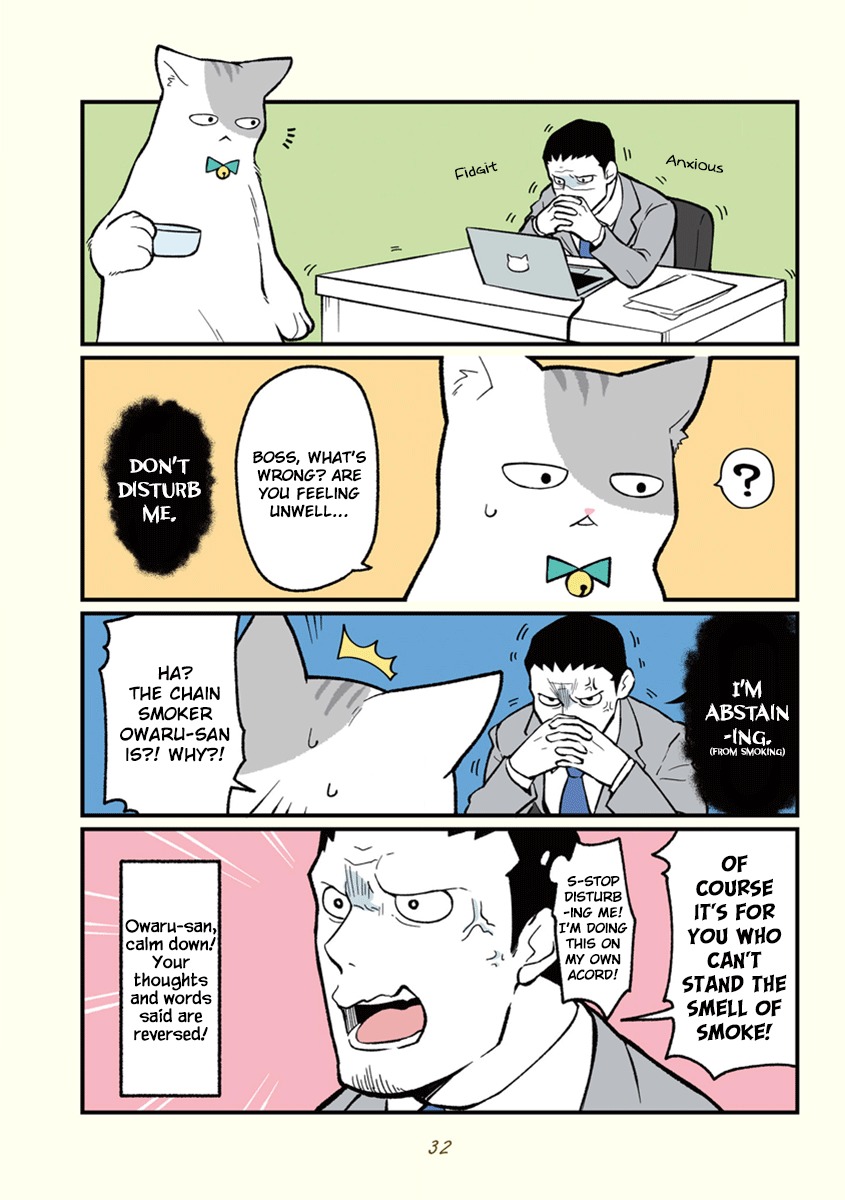 Anxious
Fidgit
?
BOSS, WHAT'S
WRONG? ARE
YOU FEELING
UNWELL...
DON'T
DISTURB
ME.
I'M
ABSTAIN
-ING.
(FROM SMOKING)
HA?
THE CHAIN
SMOKER
OWARU-SAN
IS?! WHY?!
OF
COURSE
IT'S FOR
YOU WHO
CAN'T
STAND THE
SMELL OF
SMOKE!
S-STOP
DISTURB
-ING ME!
I'M DOING
THIS ON
MY OWN
ACORD!
Owaru-san,
calm down!
Your
thoughts
and words
said are
reversed!
32